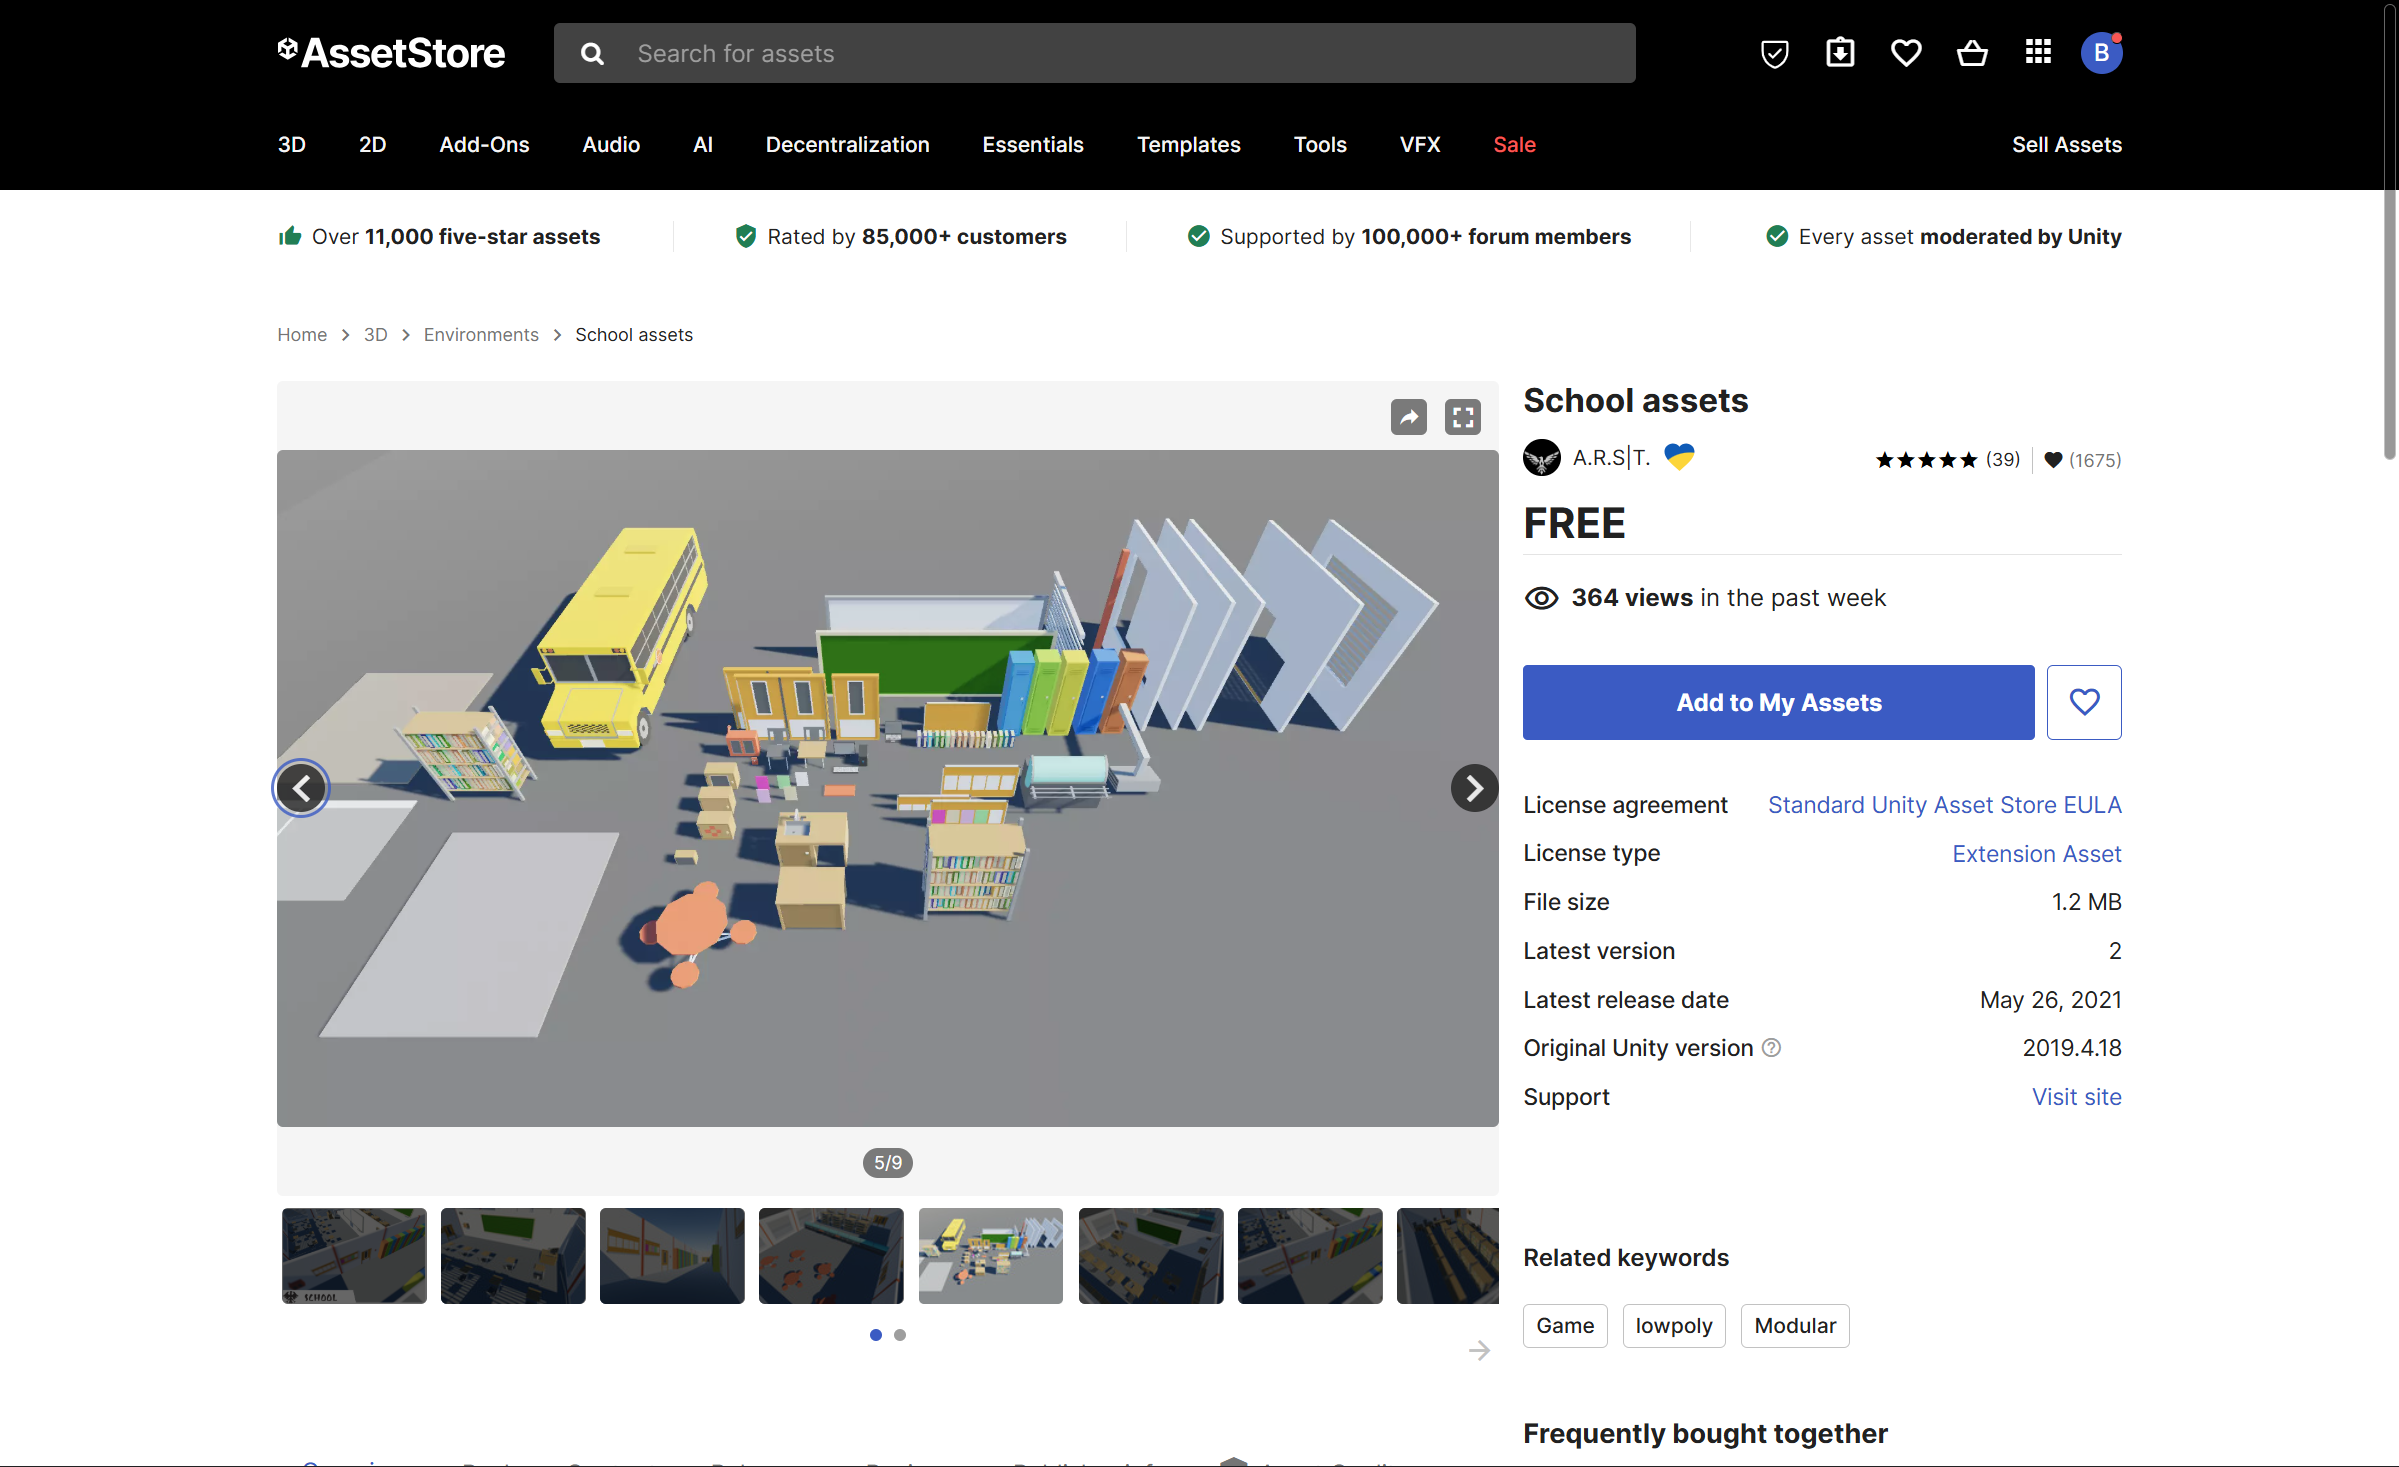 AssetStore
Search for assets
B
3D 2D Add-Ons Audio AI Decentralization Essentials Templates Tools VFX Sale Sell Assets
Over 11,000 five-star assets Rated by 85,000+ customers Supported by 100,000+ forum members Every asset moderated by Unity
Home > 3D > Environments > School assets
School assets
A.R.S|T. (39) (1675)
FREE
364 views in the past week
Add to My Assets
License agreement Standard Unity Asset Store EULA
License type Extension Asset
File size 1.2 MB
Latest version 2
Latest release date May 26, 2021
Original Unity version 2019.4.18
Support Visit site
5/9
SCHOOL
Related keywords
Game lowpoly Modular
Frequently bought together